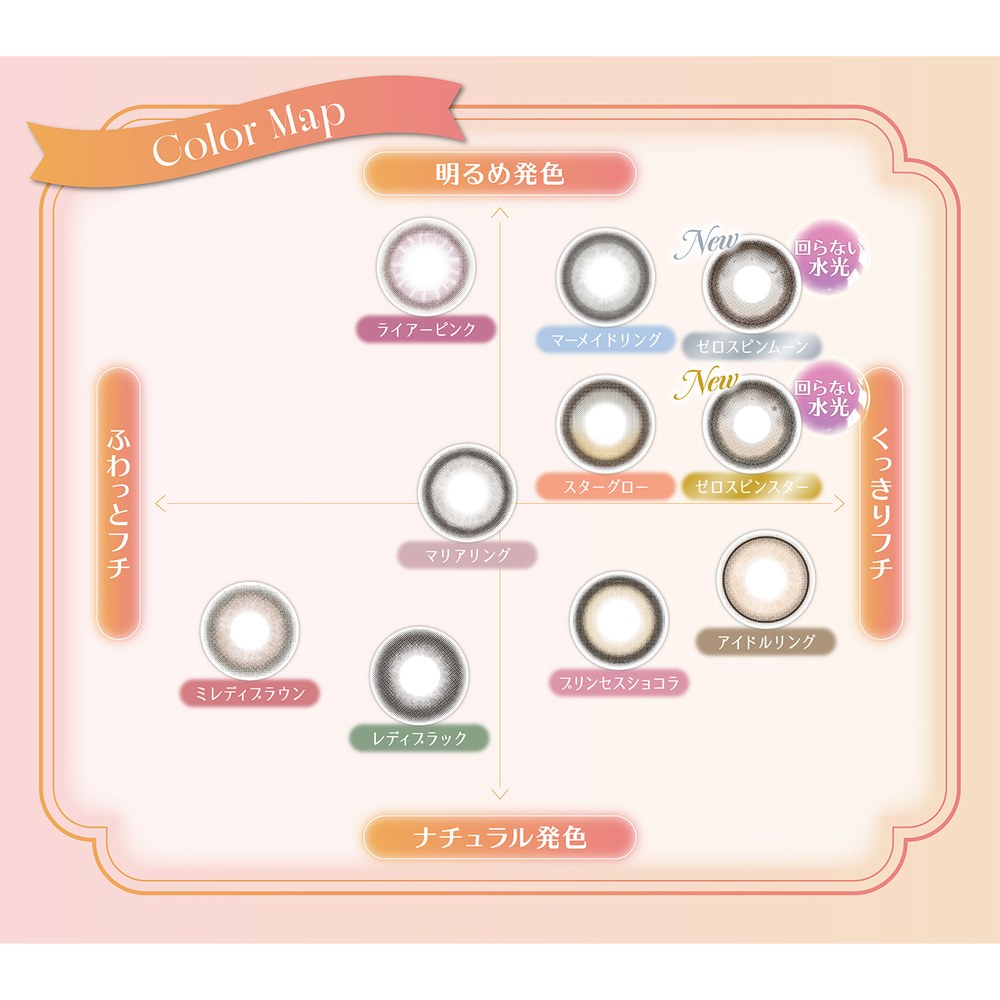 Color Map
明るめ発色
ライアーピンク
マーメイドリング
New
回らない
水光
ゼロスピンムーン
ふわっとフチ
くっきりフチ
スターグロー
New
回らない
水光
ゼロスピンスター
マリアリング
アイドルリング
ミレディブラウン
レディブラック
プリンセスショコラ
ナチュラル発色